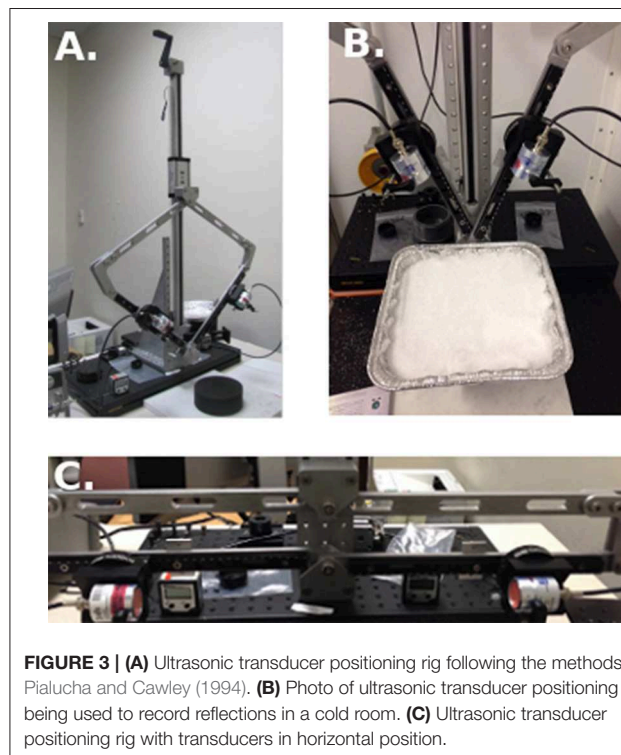 A.
B.
C.
FIGURE 3 | (A) Ultrasonic transducer positioning rig following the methods
Pialucha and Cawley (1994). (B) Photo of ultrasonic transducer positioning
being used to record reflections in a cold room. (C) Ultrasonic transducer
positioning rig with transducers in horizontal position.